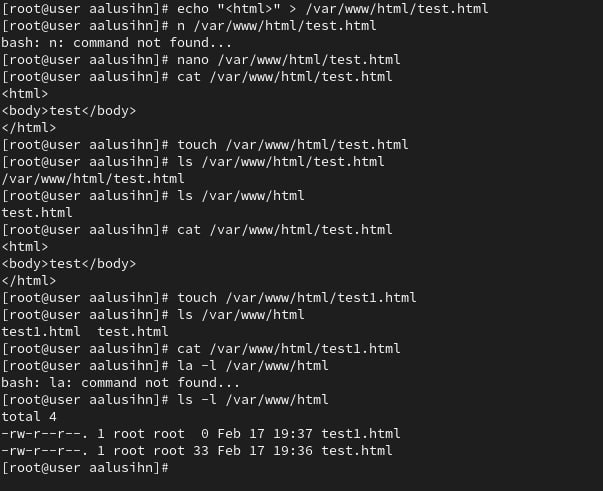 [root@user aalusihn]# echo "<html>" > /var/www/html/test.html
[root@user aalusihn]# n /var/www/html/test.html
bash: n: command not found...
[root@user aalusihn]# nano /var/www/html/test.html
[root@user aalusihn]# cat /var/www/html/test.html
<html>
<body>test</body>
</html>
[root@user aalusihn]# touch /var/www/html/test.html
[root@user aalusihn]# ls /var/www/html/test.html
/var/www/html/test.html
[root@user aalusihn]# ls /var/www/html
test.html
[root@user aalusihn]# cat /var/www/html/test.html
<html>
<body>test</body>
</html>
[root@user aalusihn]# touch /var/www/html/test1.html
[root@user aalusihn]# ls /var/www/html
test1.html  test.html
[root@user aalusihn]# cat /var/www/html/test1.html
[root@user aalusihn]# la -l /var/www/html
bash: la: command not found...
[root@user aalusihn]# ls -l /var/www/html
total 4
-rw-r--r--. 1 root root  0 Feb 17 19:37 test1.html
-rw-r--r--. 1 root root 33 Feb 17 19:36 test.html
[root@user aalusihn]#